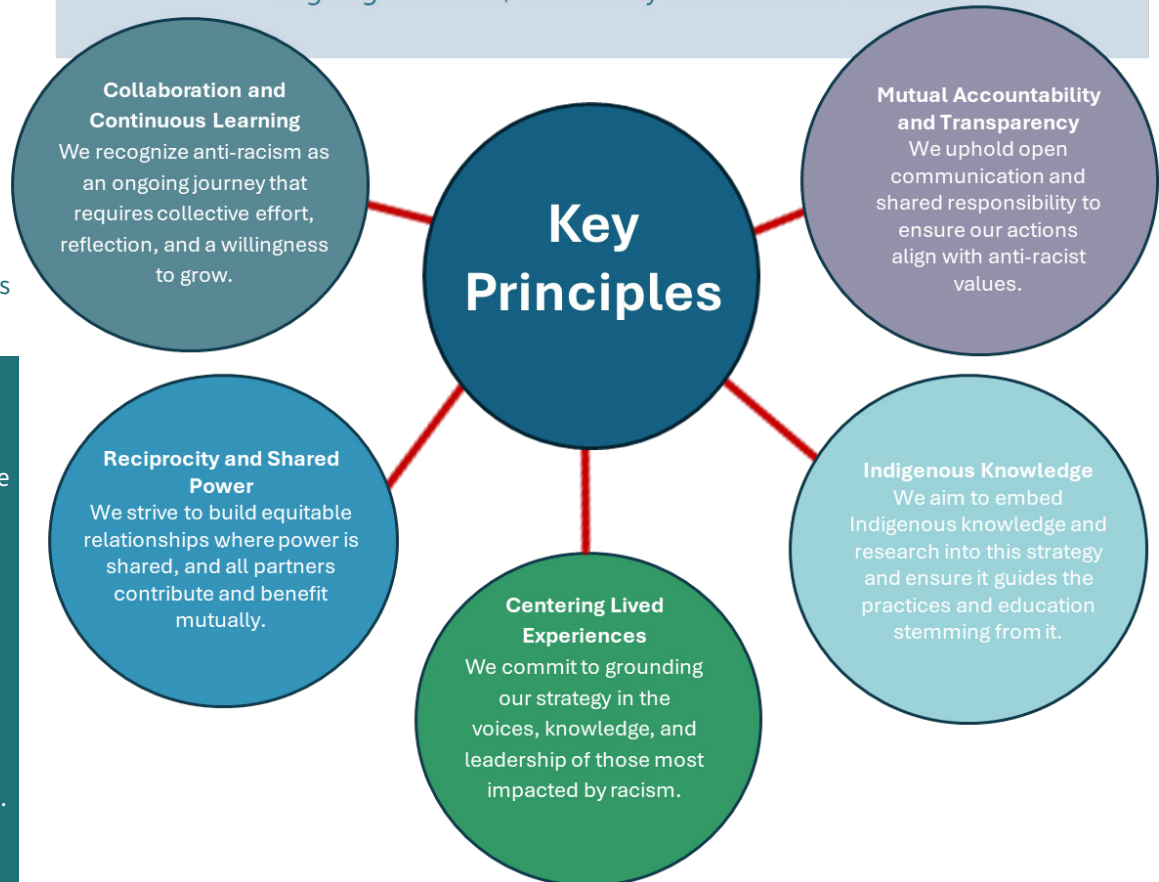 Collaboration and
Continuous Learning
We recognize anti-racism as
an ongoing journey that
requires collective effort,
reflection, and a willingness
to grow.
Key
Principles
Mutual Accountability
and Transparency
We uphold open
communication and
shared responsibility to
ensure our actions
align with anti-racist
values.
Reciprocity and Shared
Power
We strive to build equitable
relationships where power is
shared, and all partners
contribute and benefit
mutually.
Centering Lived
Experiences
We commit to grounding
our strategy in the
voices, knowledge, and
leadership of those most
impacted by racism.
Indigenous Knowledge
We aim to embed
Indigenous knowledge and
research into this strategy
and ensure it guides the
practices and education
stemming from it.
s
e
.